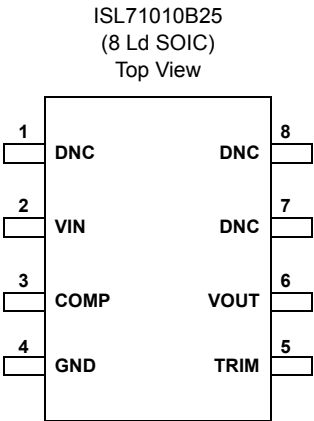 ISL71010B25
(8 Ld SOIC)
Top View
1 8
DNC DNC
2 7
VIN DNC
3 6
COMP VOUT
4 5
GND TRIM